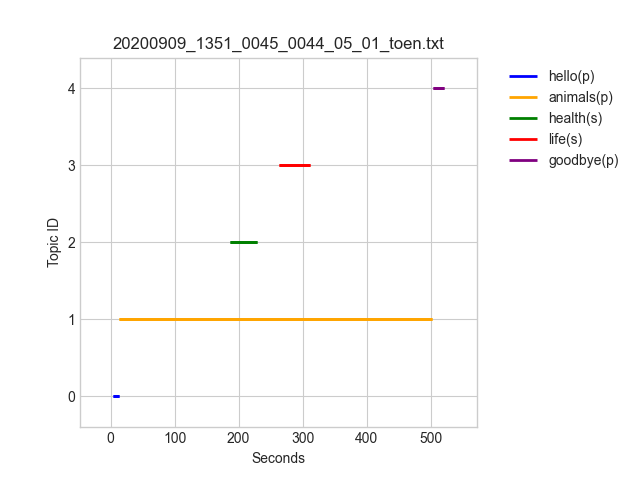 20200909_1351_0045_0044_05_01_toen.txt
hello(p)
animals(p)
health(s)
life(s)
goodbye(p)
Topic ID
4
3
2
1
0
0 100 200 300 400 500
Seconds